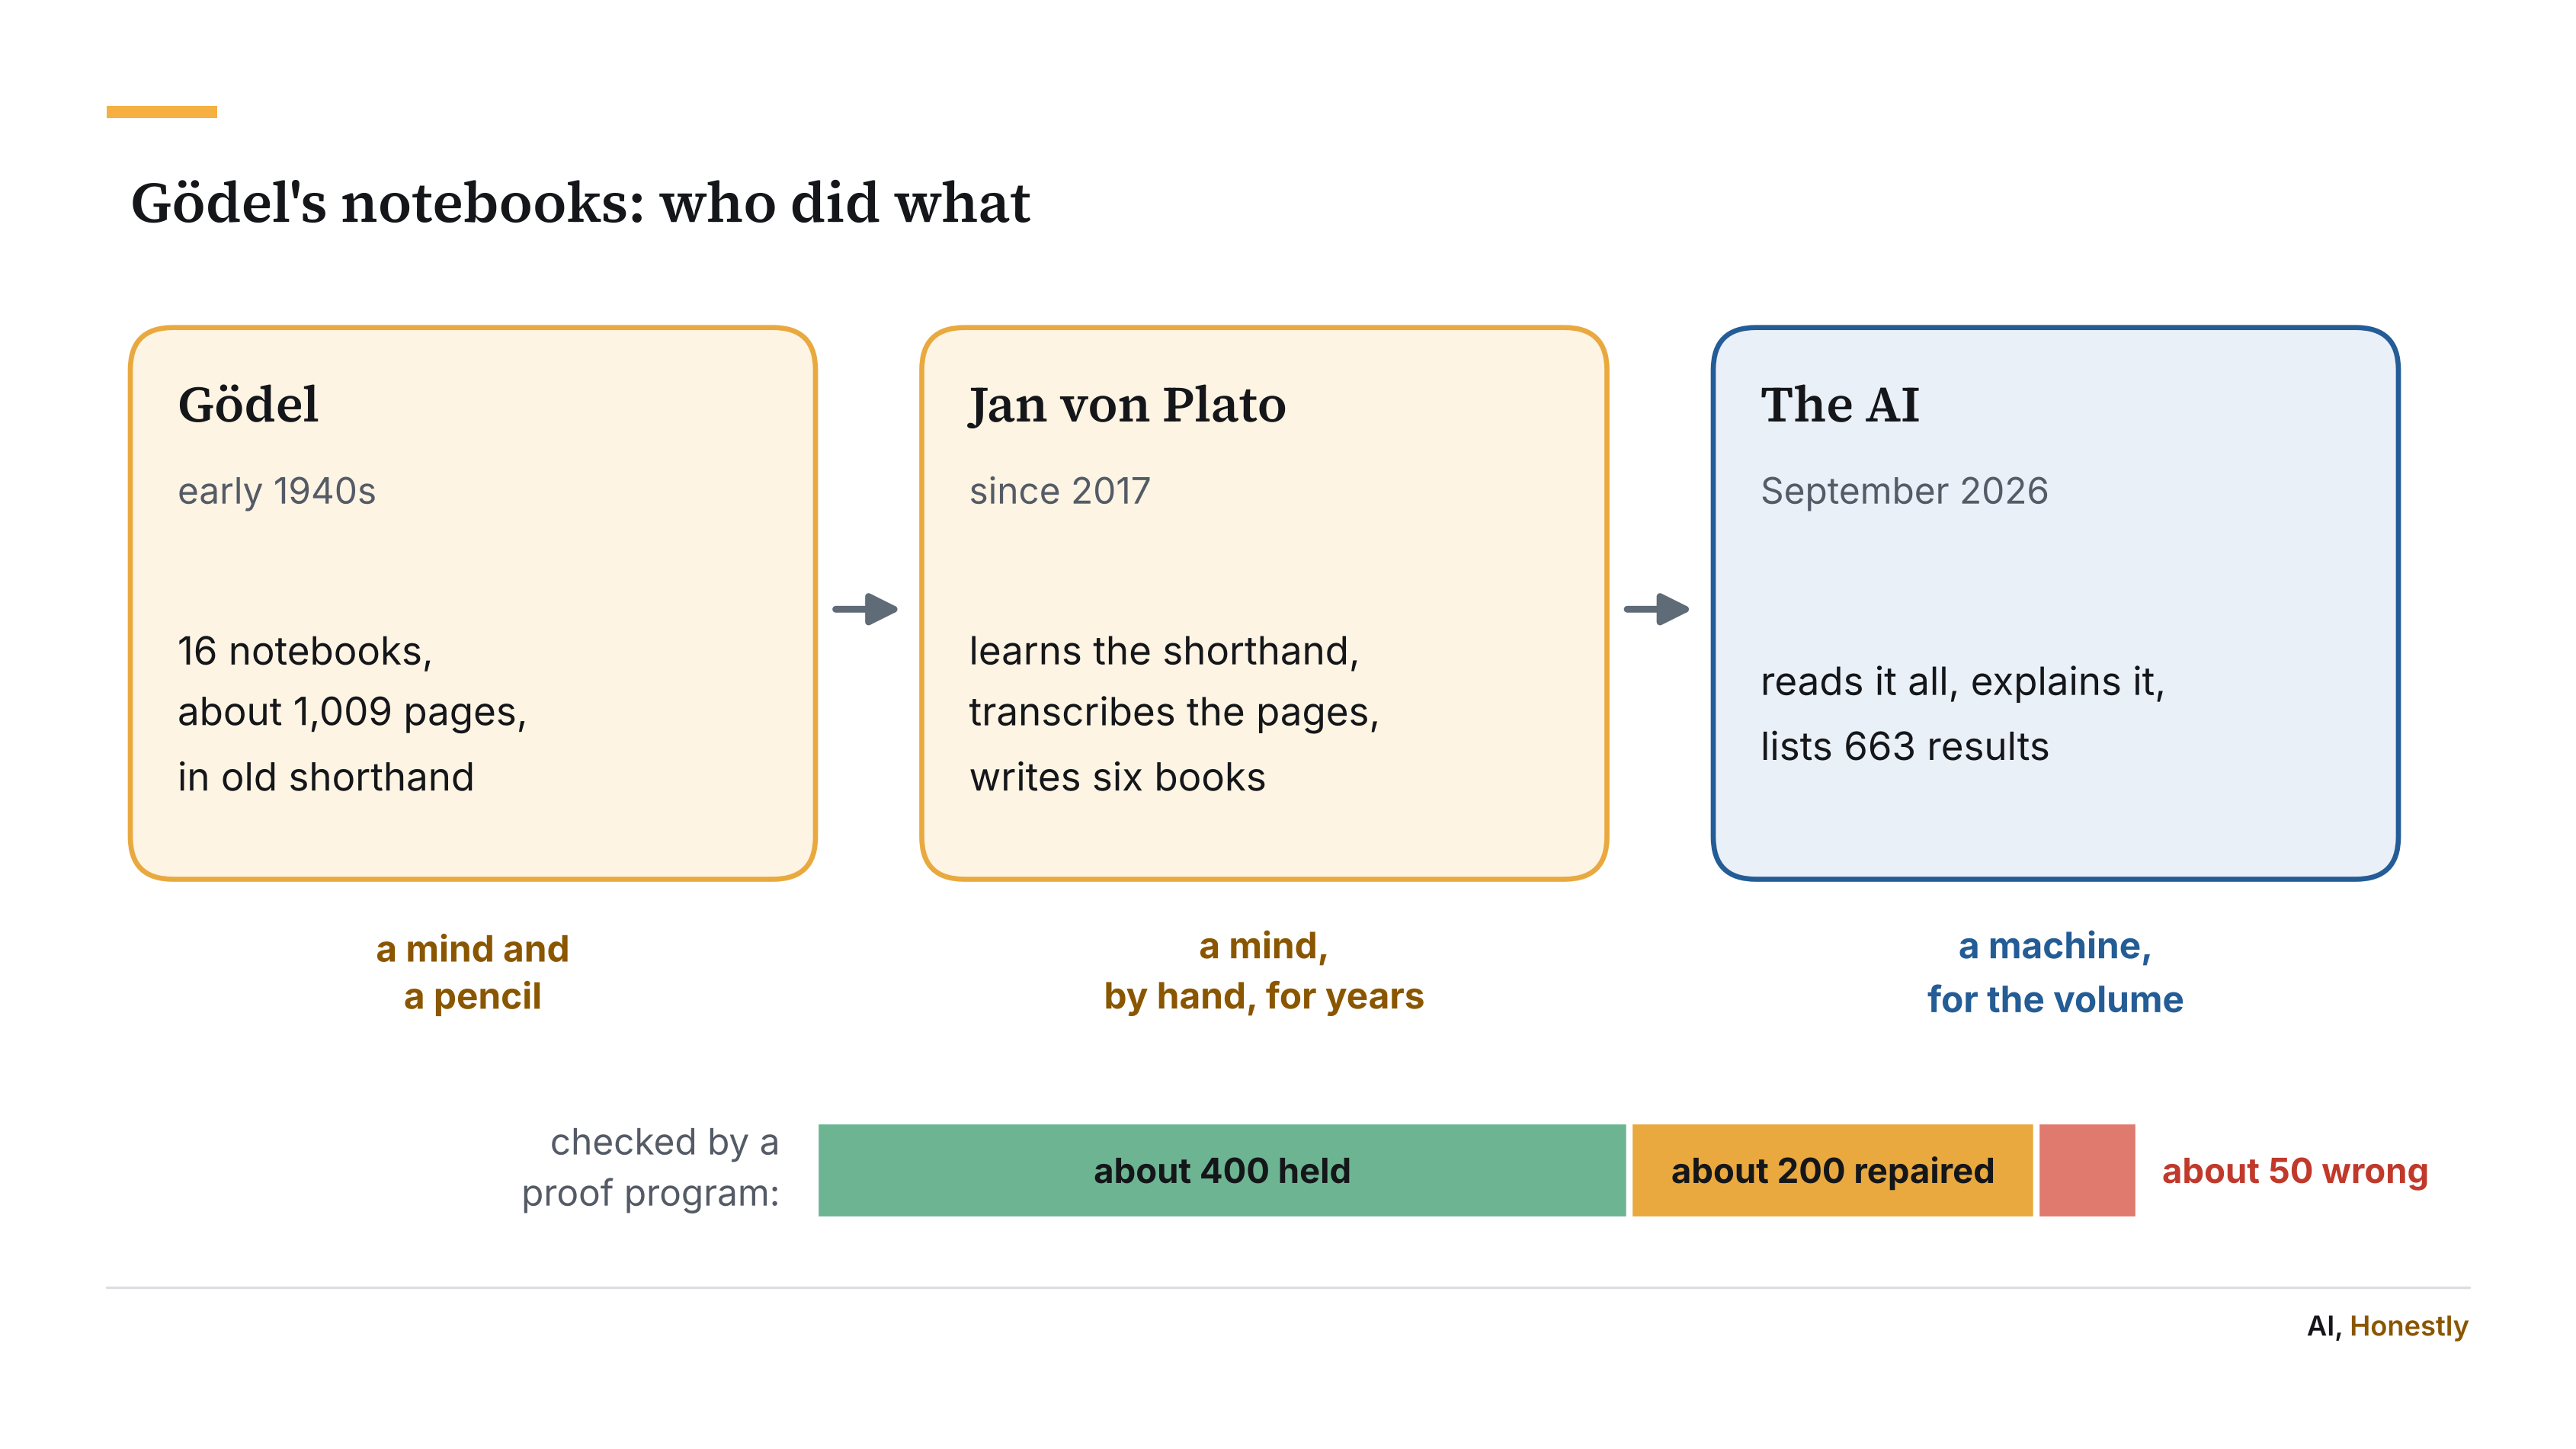 Gödel's notebooks: who did what
Gödel
early 1940s
16 notebooks,
about 1,009 pages,
in old shorthand
a mind and
a pencil
Jan von Plato
since 2017
learns the shorthand,
transcribes the pages,
writes six books
a mind,
by hand, for years
The AI
September 2026
reads it all, explains it,
lists 663 results
a machine,
for the volume
checked by a
proof program:
about 400 held
about 200 repaired
about 50 wrong
AI, Honestly